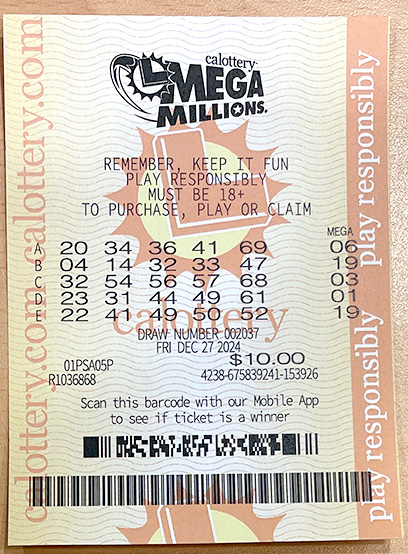 calottery
MEGA
MILLIONS.
REMEMBER, KEEP IT FUN
PLAY RESPONSIBLY
MUST BE 18+
TO PURCHASE, PLAY OR CLAIM
MEGA
A 20 34 36 41 69 06
B 04 14 32 33 47 19
C 32 54 56 57 68 03
D 23 31 44 49 61 01
E 22 41 49 50 52 19
calottery
DRAW NUMBER 002037
FRI DEC 27 2024
$10.00
01PSA05P
R1036868
4238-675839241-153926
Scan this barcode with our Mobile App
to see if ticket is a winner
calottery.com calottery.com
play responsibly play responsibly